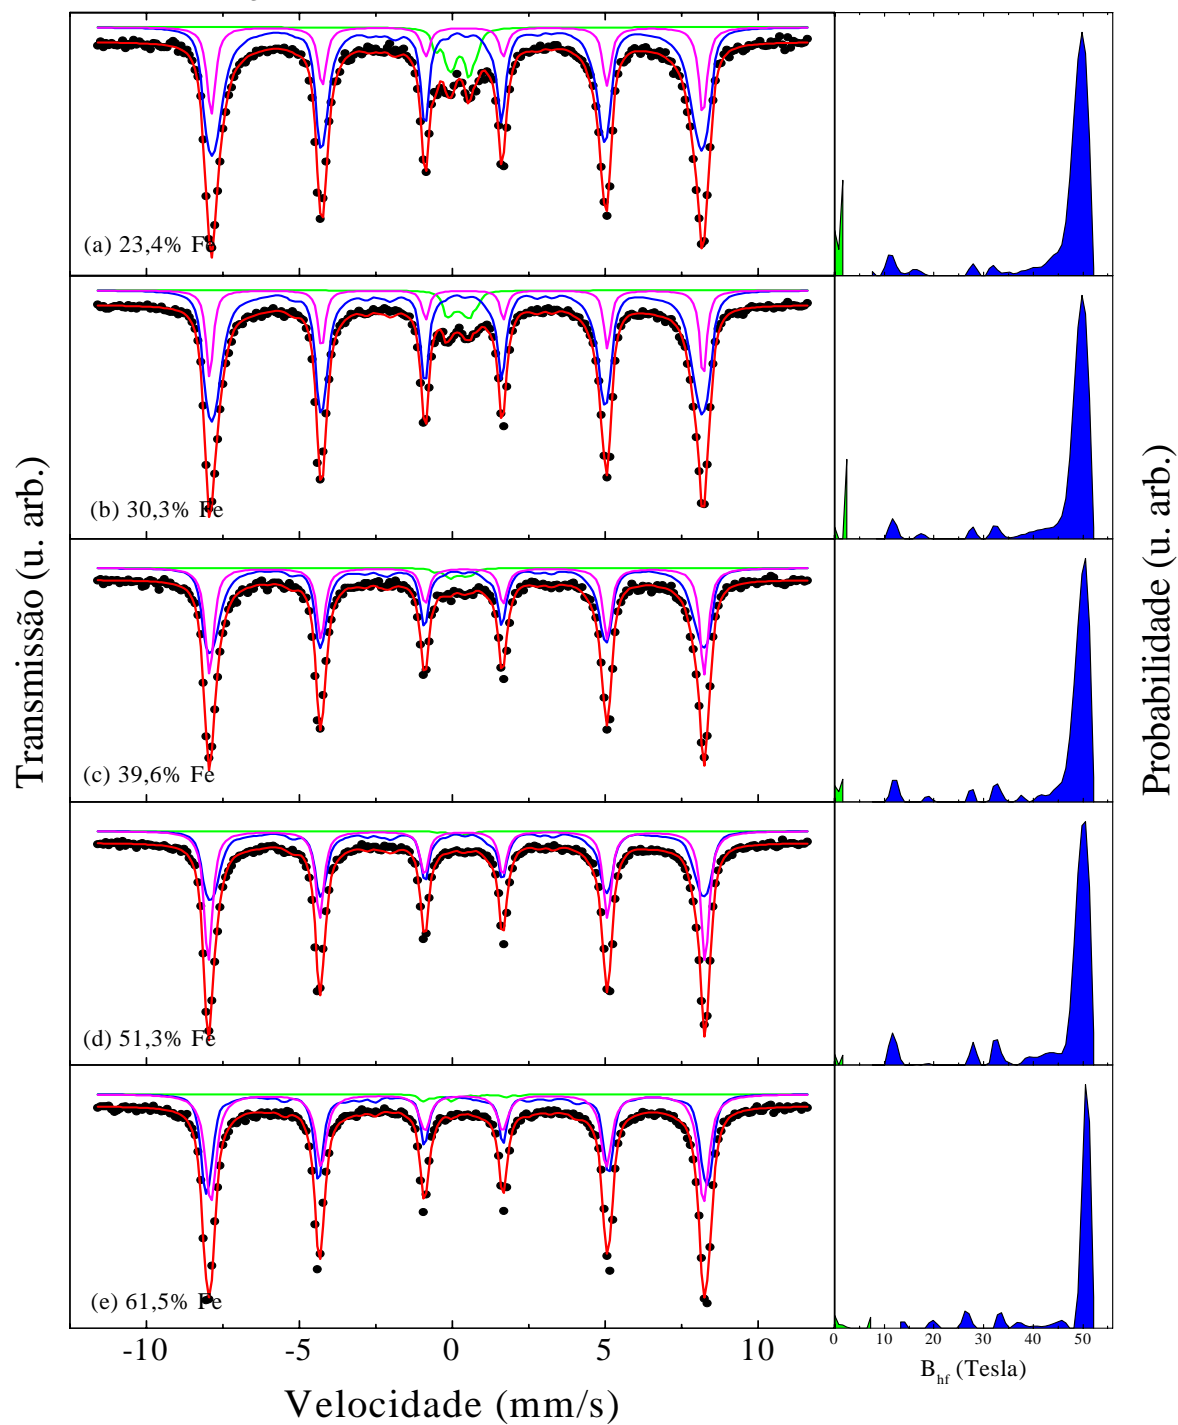 Transmissão (u. arb.)
(a) 23,4% Fe
(b) 30,3% Fe
(c) 39,6% Fe
(d) 51,3% Fe
(e) 61,5% Fe
-10 -5 0 5 10
Velocidade (mm/s)
0 10 20 30 40 50
B_hf (Tesla)
Probabilidade (u. arb.)